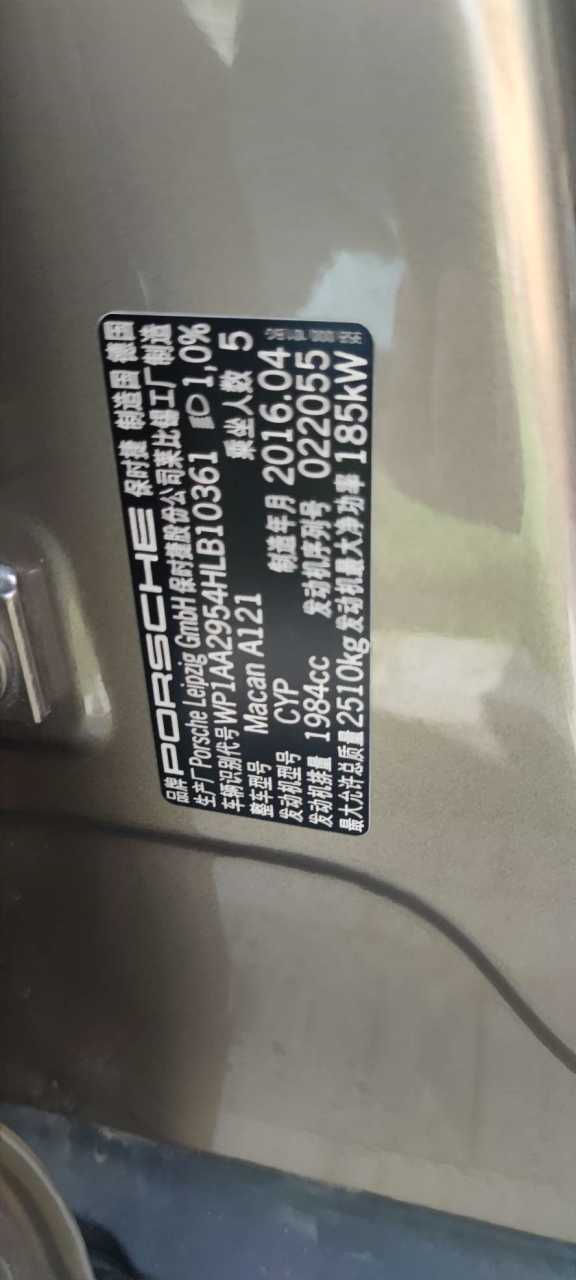 品牌 PORSCHE 保时捷 制造国 德国
生产厂 Porsche Leipzig GmbH 保时捷股份公司莱比锡工厂 制造
车辆识别代号 WP1AA2954HLB10361 1,0%
整车型号 Macan A121 乘坐人数 5
发动机型号 CYP 制造年月 2016.04
发动机排量 1984cc 发动机序列号 022055
最大允许总质量 2510kg 发动机最大净功率 185kW